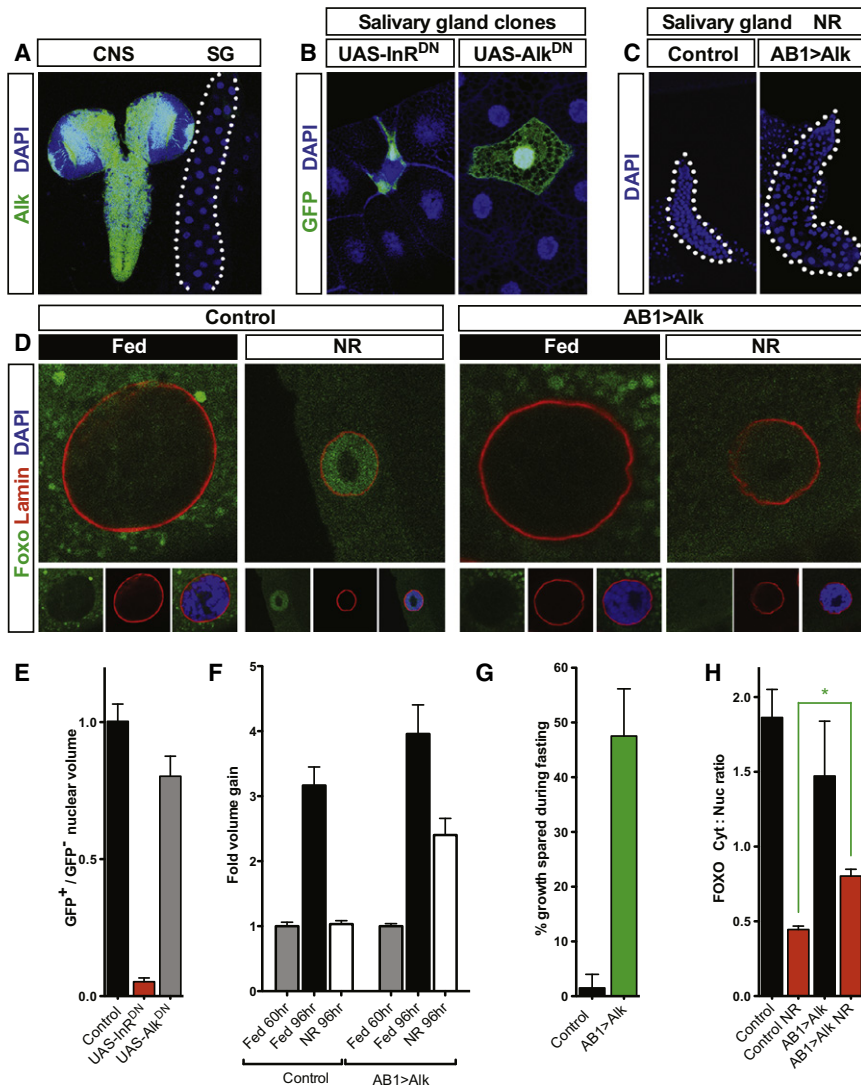 A
CNS
SG
Alk DAPI
B
Salivary gland clones
UAS-InR^DN
UAS-Alk^DN
GFP DAPI
C
Salivary gland NR
Control
AB1>Alk
DAPI
D
Control
AB1>Alk
Fed
NR
Fed
NR
Foxo Lamin DAPI
E
GFP⁺ / GFP⁻ nuclear volume
1.0
0.5
0.0
Control
UAS-InR^DN
UAS-Alk^DN
F
Fold volume gain
5
4
3
2
1
0
Fed 60hr
Fed 96hr
NR 96hr
Fed 60hr
Fed 96hr
NR 96hr
Control
AB1>Alk
G
% growth spared during fasting
60
50
40
30
20
10
0
Control
AB1>Alk
H
FOXO Cyt : Nuc ratio
2.0
1.5
1.0
0.5
0.0
*
Control
Control NR
AB1>Alk
AB1>Alk NR